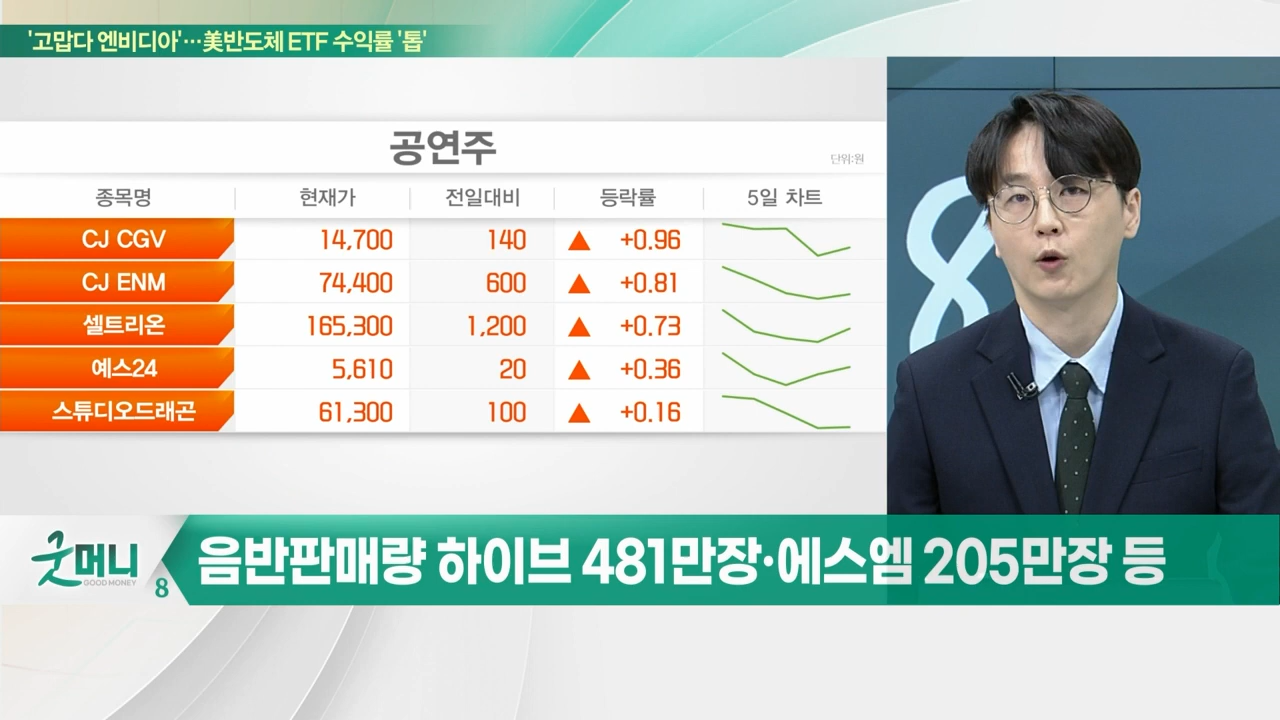 '고맙다 엔비디아'…美반도체 ETF 수익률 '톱'
공연주
단위:원
종목명 현재가 전일대비 등락률 5일 차트
CJ CGV 14,700 140 ▲ +0.96
CJ ENM 74,400 600 ▲ +0.81
셀트리온 165,300 1,200 ▲ +0.73
예스24 5,610 20 ▲ +0.36
스튜디오드래곤 61,300 100 ▲ +0.16
8
굿머니
GOOD MONEY
8
음반판매량 하이브 481만장·에스엠 205만장 등